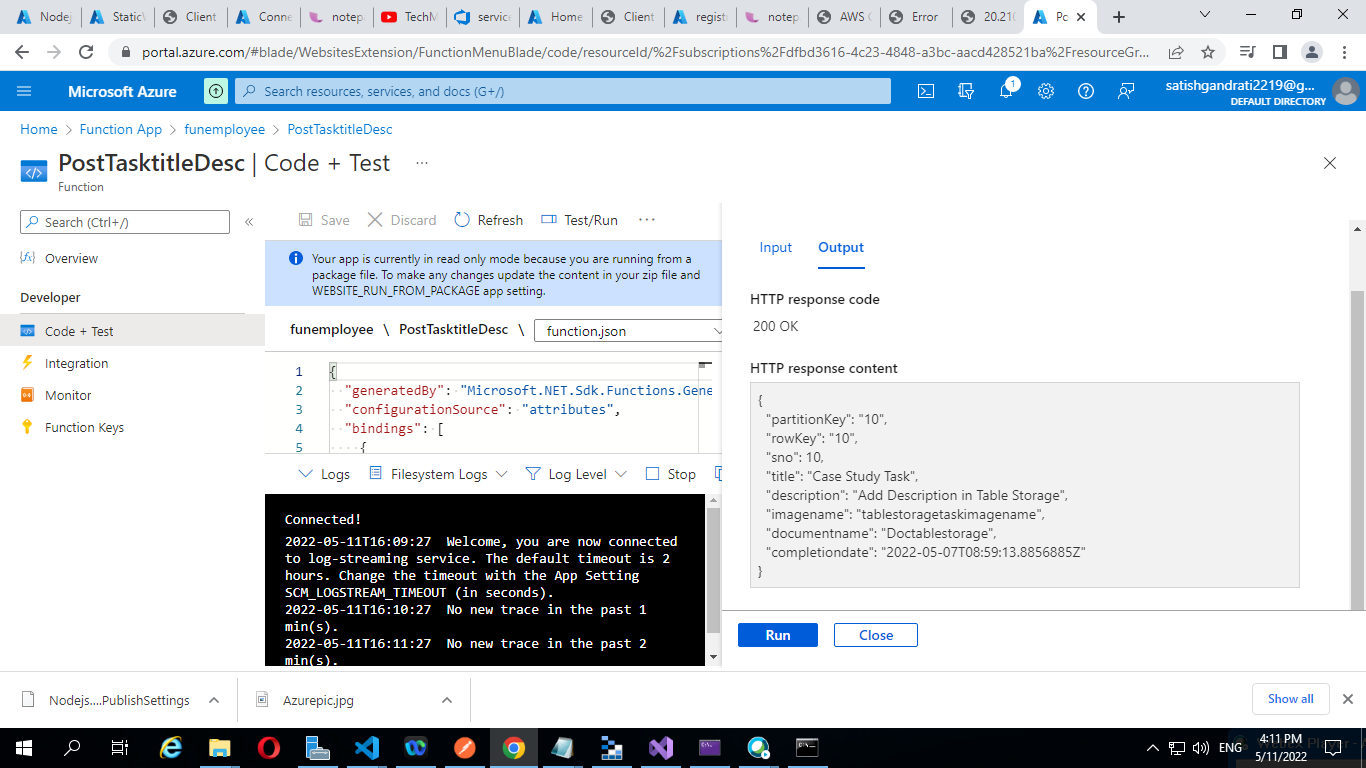 Nodej
StaticV
Client
Conne
notep
TechM
service
Home
Client
registr
notep
AWS C
Error
20.210
Po
portal.azure.com/#blade/WebsitesExtension/FunctionMenuBlade/code/resourceId/%2Fsubscriptions%2Fdfbd3616-4c23-4848-a3bc-aacd428521ba%2FresourceGr...
Microsoft Azure
Search resources, services, and docs (G+/)
1
satishgandrati2219@g...
DEFAULT DIRECTORY
Home > Function App > funemployee > PostTasktitleDesc
PostTasktitleDesc | Code + Test ...
Function
Search (Ctrl+/)
«
Overview
Developer
Code + Test
Integration
Monitor
Function Keys
Save
Discard
Refresh
Test/Run
...
Your app is currently in read only mode because you are running from a
package file. To make any changes update the content in your zip file and
WEBSITE_RUN_FROM_PACKAGE app setting.
funemployee \ PostTasktitleDesc \ function.json
1 {
2 "generatedBy": "Microsoft.NET.Sdk.Functions.Gene
3 "configurationSource": "attributes",
4 "bindings": [
5 {
Logs
Filesystem Logs
Log Level
Stop
Connected!
2022-05-11T16:09:27 Welcome, you are now connected
to log-streaming service. The default timeout is 2
hours. Change the timeout with the App Setting
SCM_LOGSTREAM_TIMEOUT (in seconds).
2022-05-11T16:10:27 No new trace in the past 1
min(s).
2022-05-11T16:11:27 No new trace in the past 2
min(s).
Input
Output
HTTP response code
200 OK
HTTP response content
{
"partitionKey": "10",
"rowKey": "10",
"sno": 10,
"title": "Case Study Task",
"description": "Add Description in Table Storage",
"imagename": "tablestoragetaskimagename",
"documentname": "Doctablestorage",
"completiondate": "2022-05-07T08:59:13.8856885Z"
}
Run
Close
Nodejs....PublishSettings
Azurepic.jpg
Show all
ENG
4:11 PM
5/11/2022